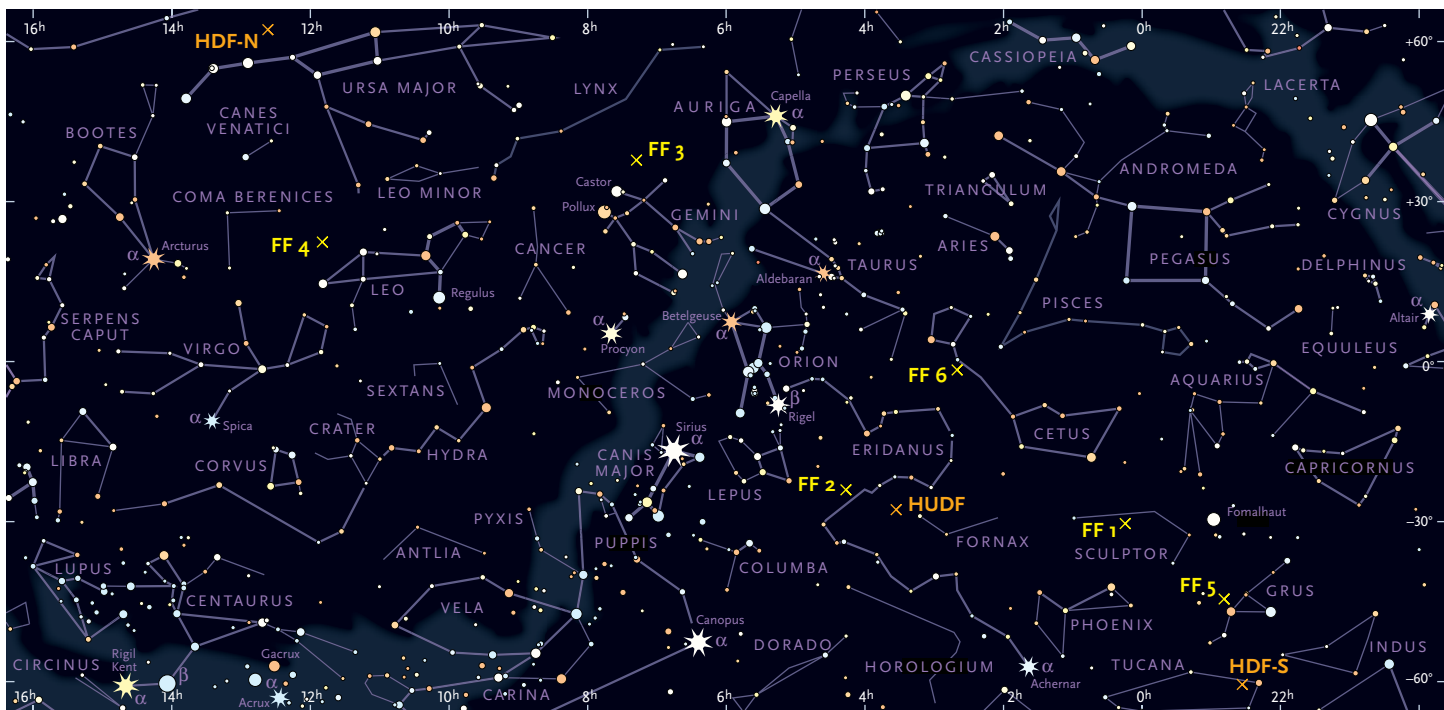 16h 14h 12h 10h 8h 6h 4h 2h 0h 22h
+60°
HDF-N
CASSIOPEIA
PERSEUS
LACERTA
URSA MAJOR
LYNX
Capella
AURIGA α
CANES
VENATICI
BOOTES
FF 3
ANDROMEDA
Castor
COMA BERENICES
LEO MINOR
TRIANGULUM
+30°
Pollux
GEMINI
CYGNUS
FF 4
Arcturus
α
CANCER
ARIES
PEGASUS
TAURUS
DELPHINUS
Aldebaran
α
LEO
Regulus
PISCES
SERPENS
CAPUT
Betelgeuse
α
α
Procyon
α
Altair
VIRGO
EQUULEUS
ORION
0°
FF 6
AQUARIUS
SEXTANS
MONOCEROS
β
Rigel
α
Spica
CRATER
Sirius
α
CETUS
ERIDANUS
HYDRA
CANIS
MAJOR
LIBRA
CORVUS
CAPRICORNUS
FF 2
LEPUS
HUDF
Fomalhaut
PYXIS
FF 1
−30°
PUPPIS
FORNAX
ANTLIA
SCULPTOR
COLUMBA
LUPUS
FF 5
GRUS
CENTAURUS
VELA
Canopus
α
PHOENIX
DORADO
INDUS
Rigil
Kent
Gacrux
CIRCINUS
HOROLOGIUM
TUCANA
HDF-S
α
Achernar
β
α
α
Acrux
CARINA
−60°
16h 14h 12h 10h 8h 6h 4h 2h 0h 22h